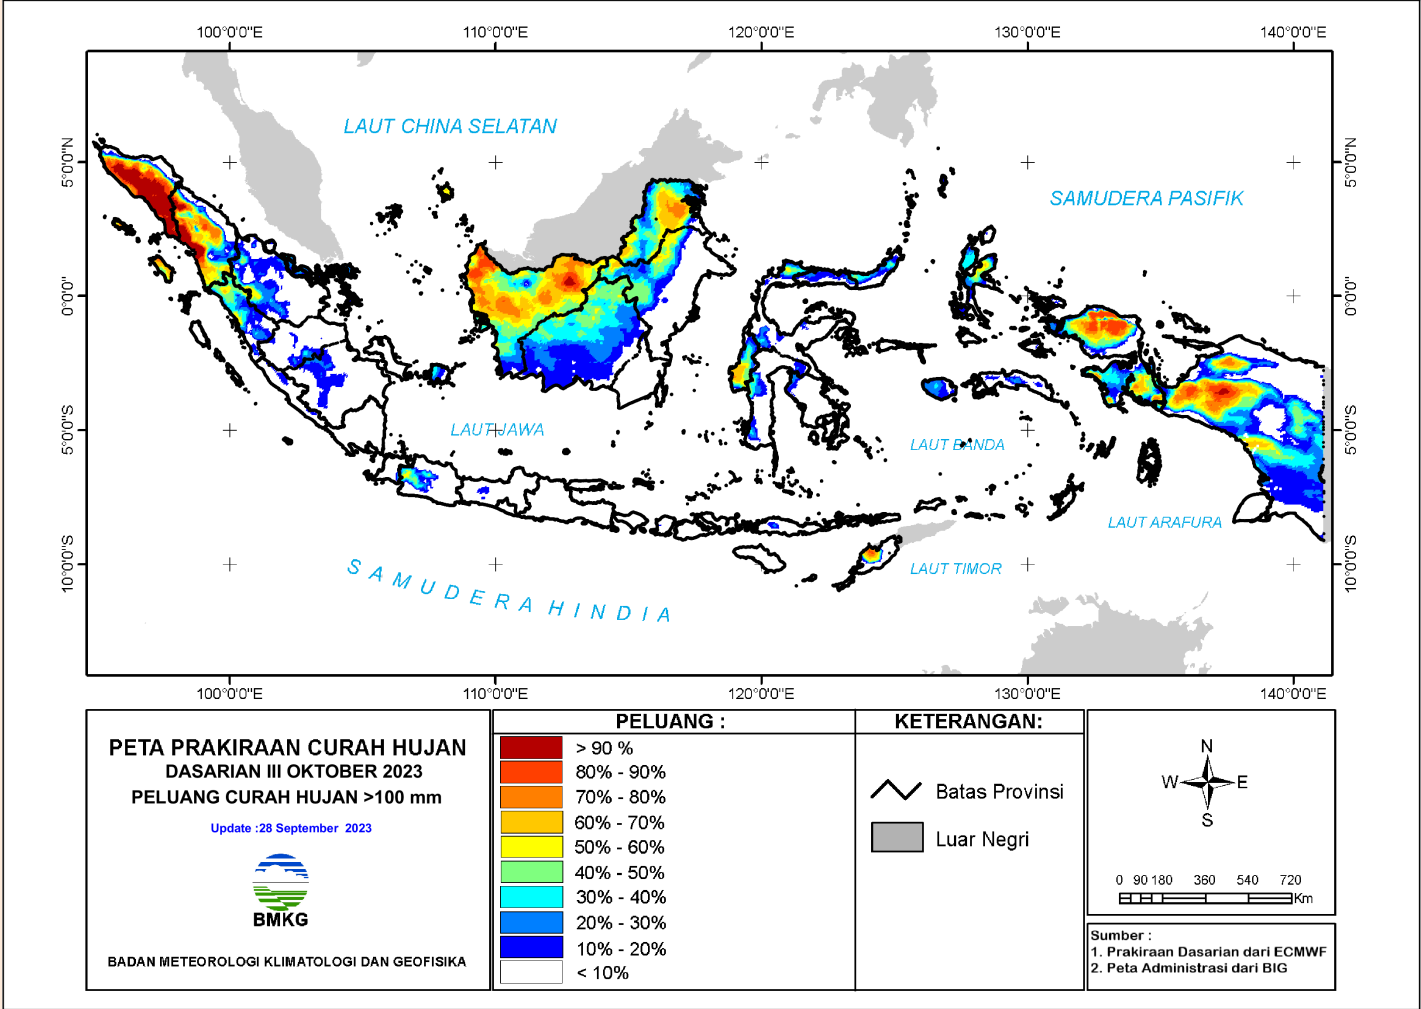 100°0'0"E 110°0'0"E 120°0'0"E 130°0'0"E 140°0'0"E
5°0'0"N 5°0'0"N
0°0'0" 0°0'0"
5°0'0"S 5°0'0"S
10°0'0"S 10°0'0"S
LAUT CHINA SELATAN
SAMUDERA PASIFIK
LAUT JAWA
LAUT BANDA
LAUT ARAFURA
LAUT TIMOR
SAMUDERA HINDIA
100°0'0"E 110°0'0"E 120°0'0"E 130°0'0"E 140°0'0"E
PETA PRAKIRAAN CURAH HUJAN
DASARIAN III OKTOBER 2023
PELUANG CURAH HUJAN >100 mm
Update :28 September 2023
BMKG
BADAN METEOROLOGI KLIMATOLOGI DAN GEOFISIKA
PELUANG :
> 90 %
80% - 90%
70% - 80%
60% - 70%
50% - 60%
40% - 50%
30% - 40%
20% - 30%
10% - 20%
< 10%
KETERANGAN:
Batas Provinsi
Luar Negri
N
W E
S
0 90 180 360 540 720
Km
Sumber :
1. Prakiraan Dasarian dari ECMWF
2. Peta Administrasi dari BIG